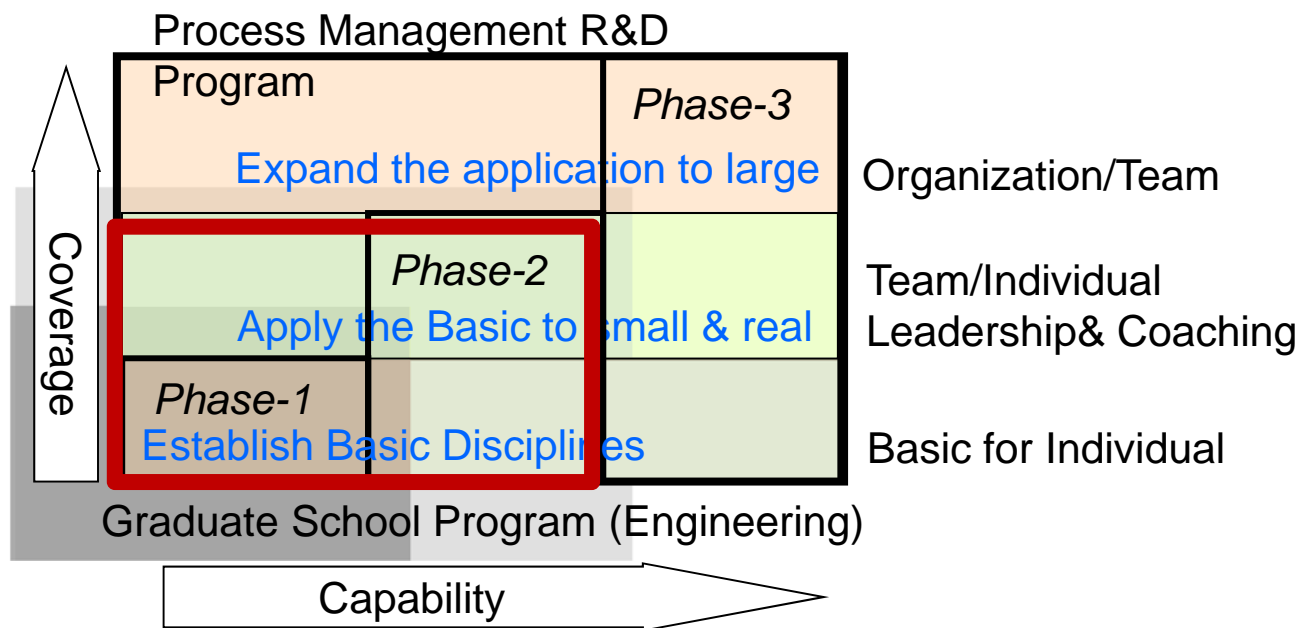 Process Management R&D
Program
Phase-3
Expand the application to large
Organization/Team
Coverage
Phase-2
Team/Individual
Leadership& Coaching
Apply the Basic to small & real
Phase-1
Establish Basic Disciplines
Basic for Individual
Graduate School Program (Engineering)
Capability